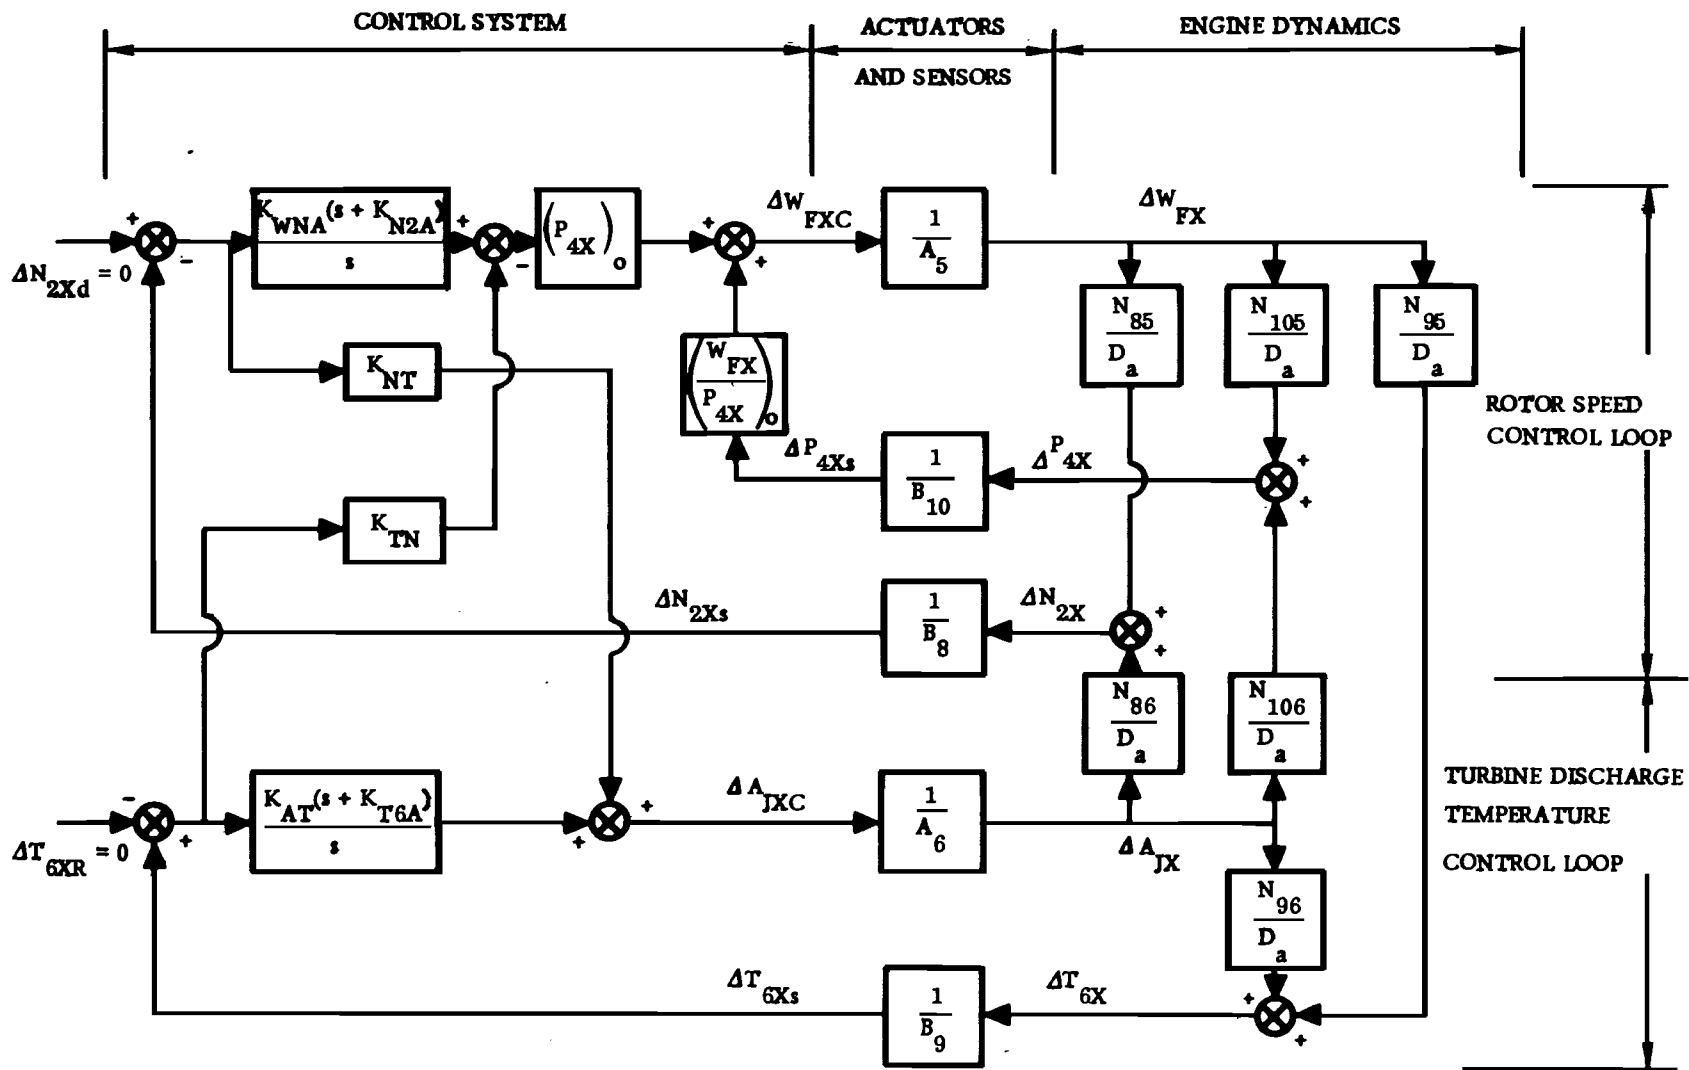 CONTROL SYSTEM
ACTUATORS
AND SENSORS
ENGINE DYNAMICS
+
-
ΔN2Xd = 0
KWNA(s + KN2A)
s
+
-
(P4X)o
+
+
ΔWFXC
1
A5
ΔWFX
N85
Da
N105
Da
N95
Da
KNT
(WFX
P4X)o
ROTOR SPEED
CONTROL LOOP
ΔP4Xs
1
B10
ΔP4X
+
+
KTN
ΔN2Xs
1
B8
ΔN2X
+
+
N86
Da
N106
Da
-
+
ΔT6XR = 0
KAT(s + KT6A)
s
+
+
ΔAJXC
1
A6
ΔAJX
TURBINE DISCHARGE
TEMPERATURE
CONTROL LOOP
N96
Da
ΔT6Xs
1
B9
ΔT6X
+
+